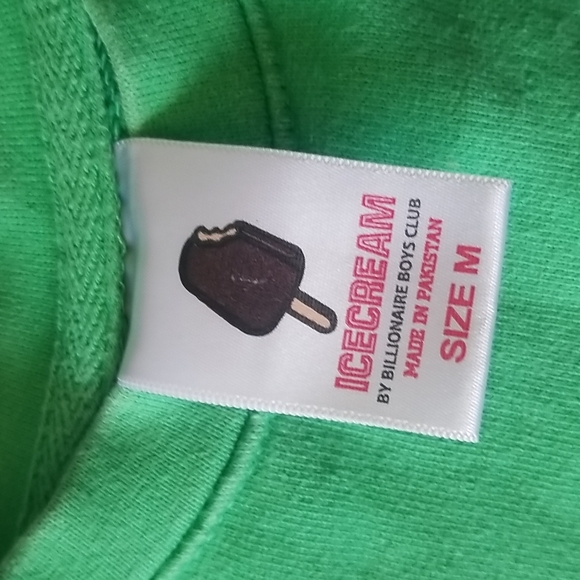 ICECREAM
BY BILLIONAIRE BOYS CLUB
MADE IN PAKISTAN
SIZE M